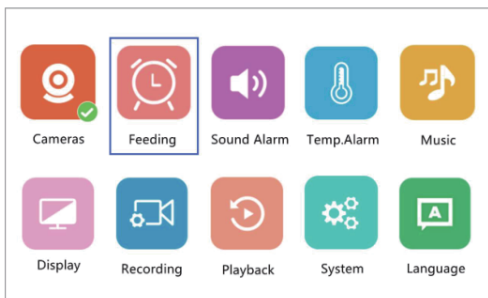 Cameras Feeding Sound Alarm Temp.Alarm Music
A
Display Recording Playback System Language